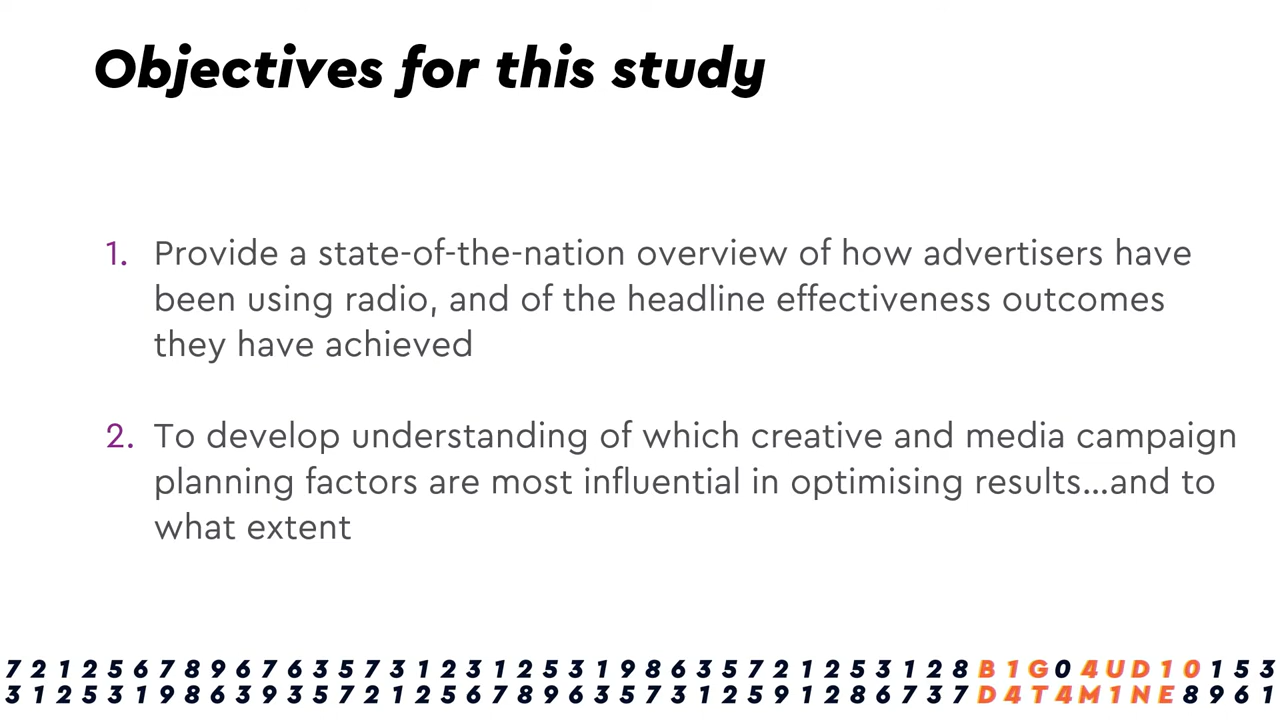 Objectives for this study
1. Provide a state-of-the-nation overview of how advertisers have
been using radio, and of the headline effectiveness outcomes
they have achieved
2. To develop understanding of which creative and media campaign
planning factors are most influential in optimising results...and to
what extent
7 2 1 2 5 6 7 8 9 6 7 6 3 5 7 3 1 2 3 1 2 5 3 1 9 8 6 3 5 7 2 1 2 5 3 1 2 8 B 1 G 0 4 U D 1 0 1 5 3
3 1 2 5 3 1 9 8 6 3 9 3 5 7 2 1 2 5 6 7 8 9 6 3 5 7 3 1 2 5 9 1 2 8 6 7 3 7 D 4 T 4 M 1 N E 8 9 6 1